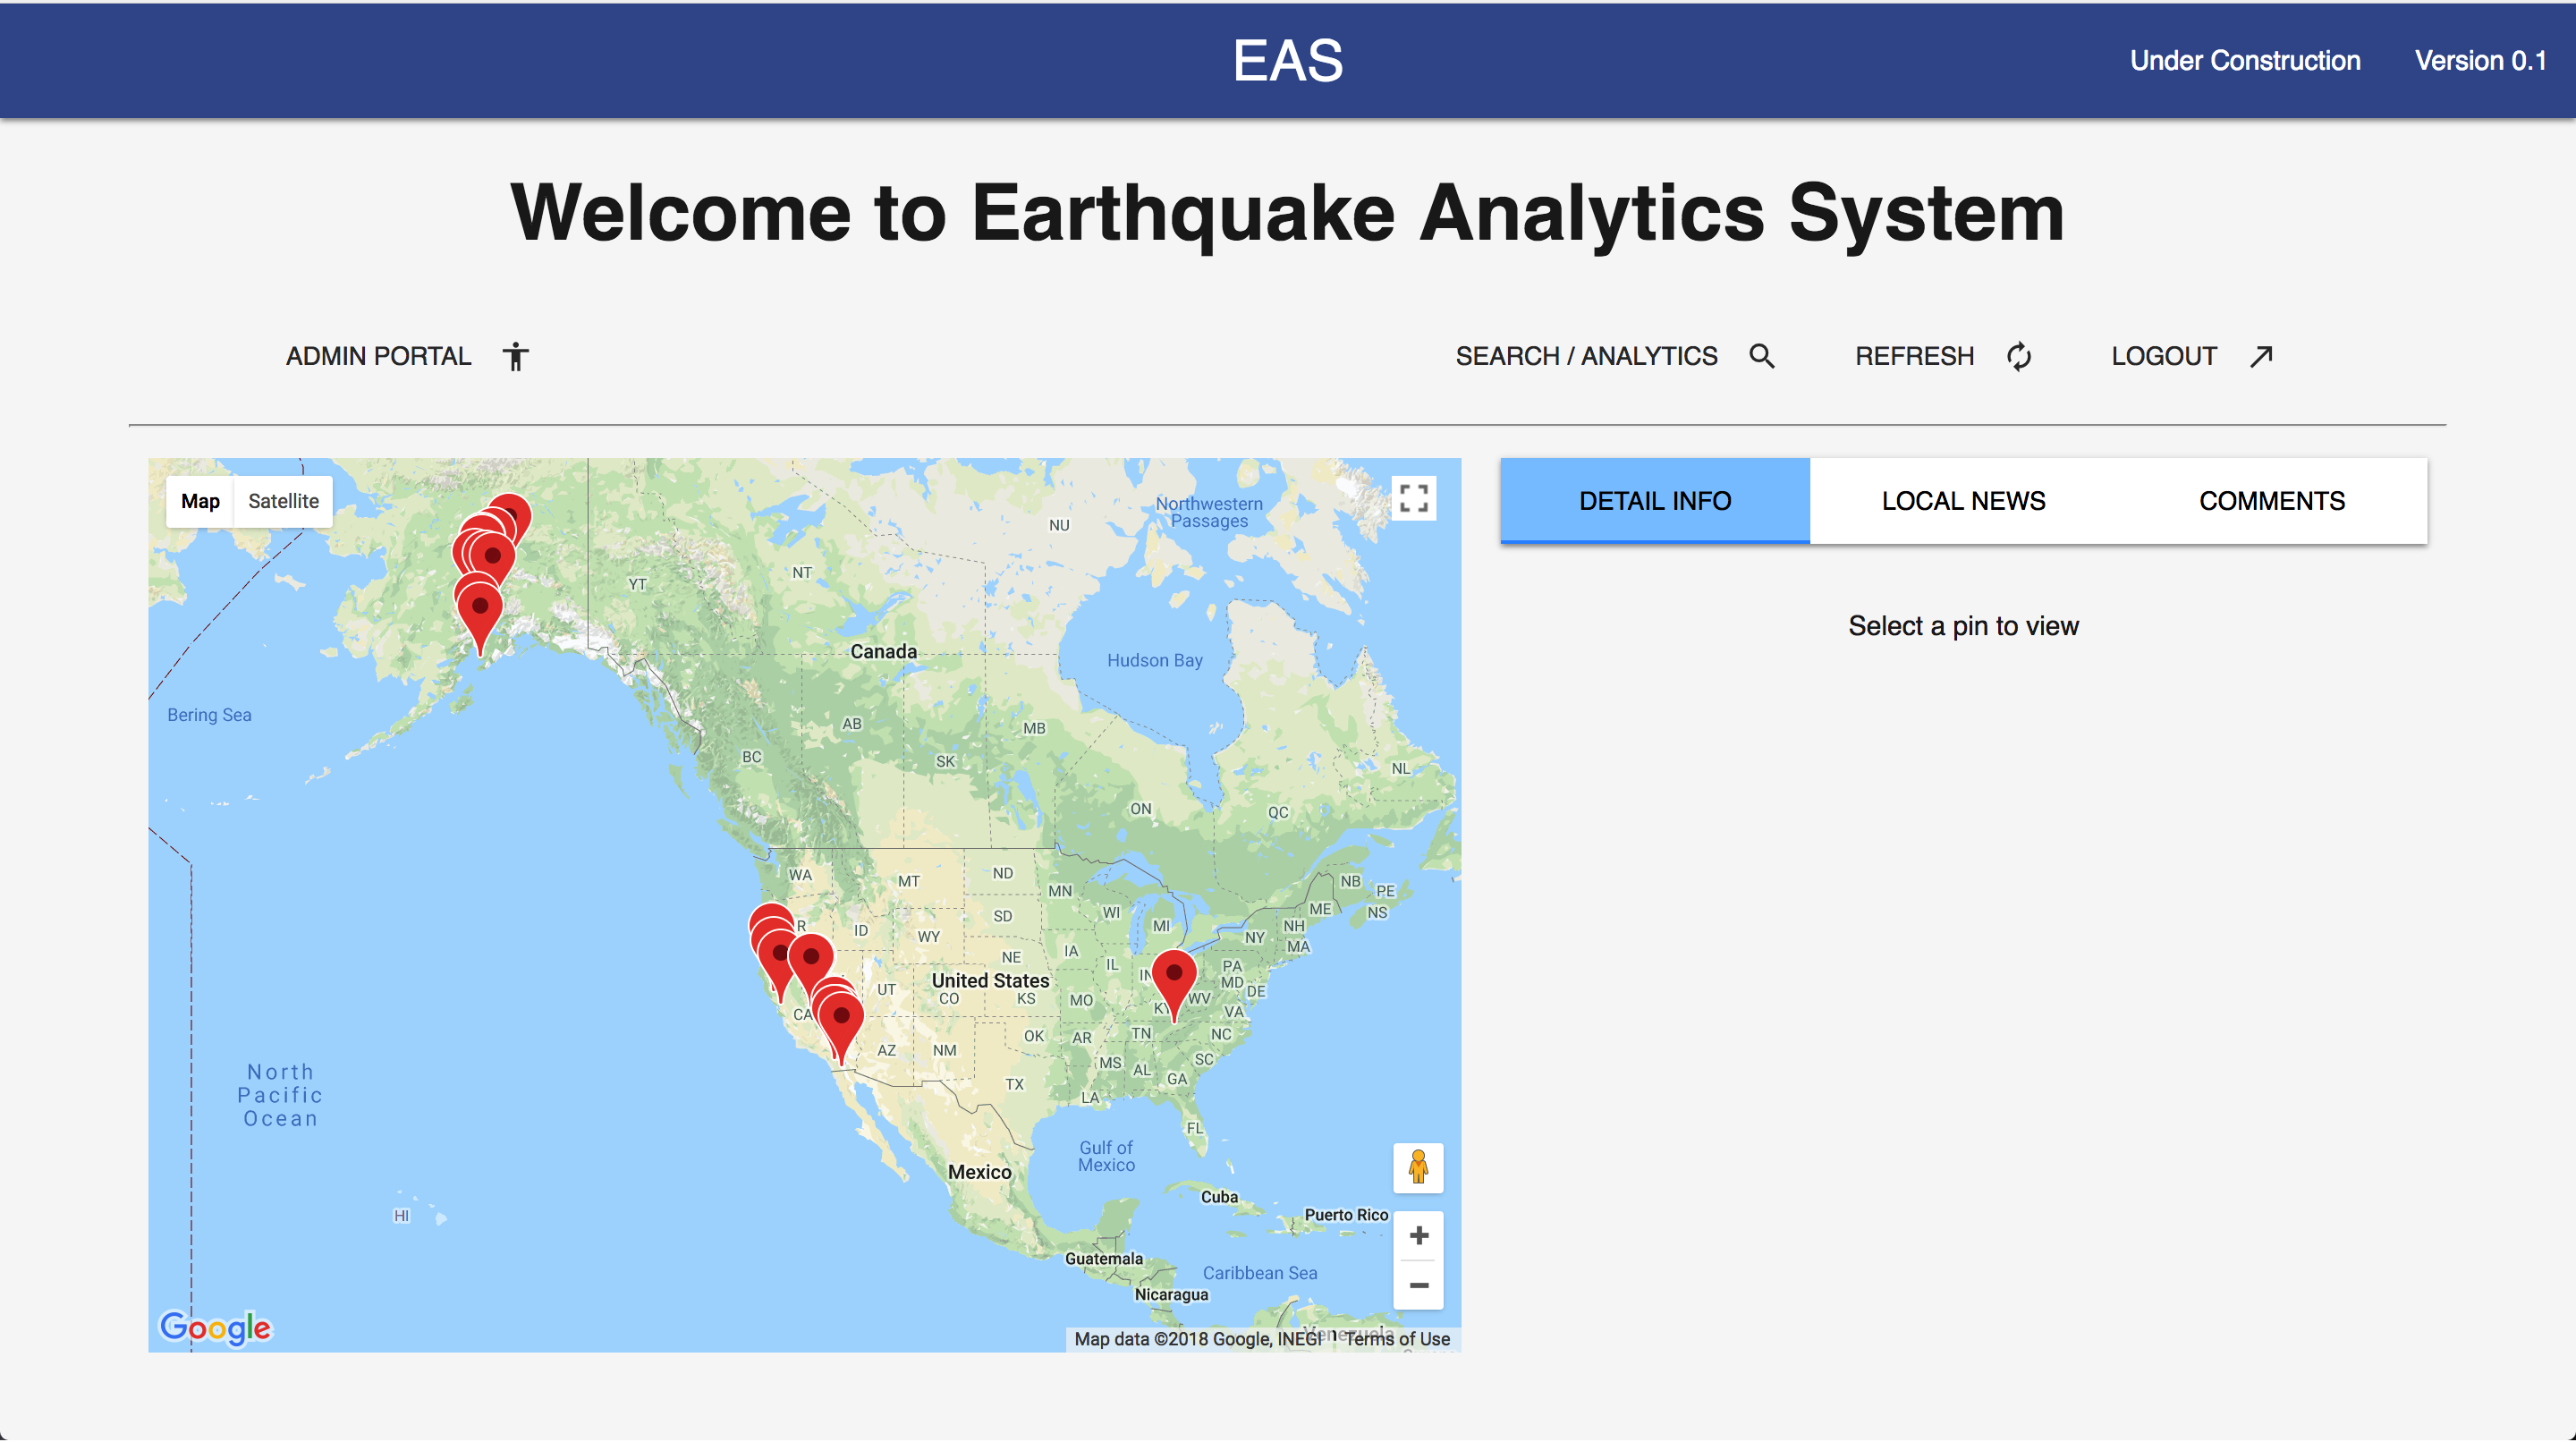 EAS
Under Construction
Version 0.1
Welcome to Earthquake Analytics System
ADMIN PORTAL
SEARCH / ANALYTICS
REFRESH
LOGOUT
Map
Satellite
DETAIL INFO
LOCAL NEWS
COMMENTS
Select a pin to view
Northwestern
Passages
NU
NT
YT
Canada
Hudson Bay
Bering Sea
AB
MB
BC
SK
NL
ON
QC
WA
MT
ND
MN
NB
PE
ME
NS
SD
WI
MI
NH
R
ID
WY
NY
MA
NE
IA
IL
IN
PA
MD
DE
United States
UT
CO
KS
MO
KY
WV
VA
CA
OK
AR
TN
NC
AZ
NM
MS
AL
SC
GA
TX
LA
FL
North
Pacific
Ocean
Gulf of
Mexico
Mexico
Cuba
Puerto Rico
HI
Guatemala
Caribbean Sea
Nicaragua
Venezuela
Google
Map data ©2018 Google, INEGI
Terms of Use